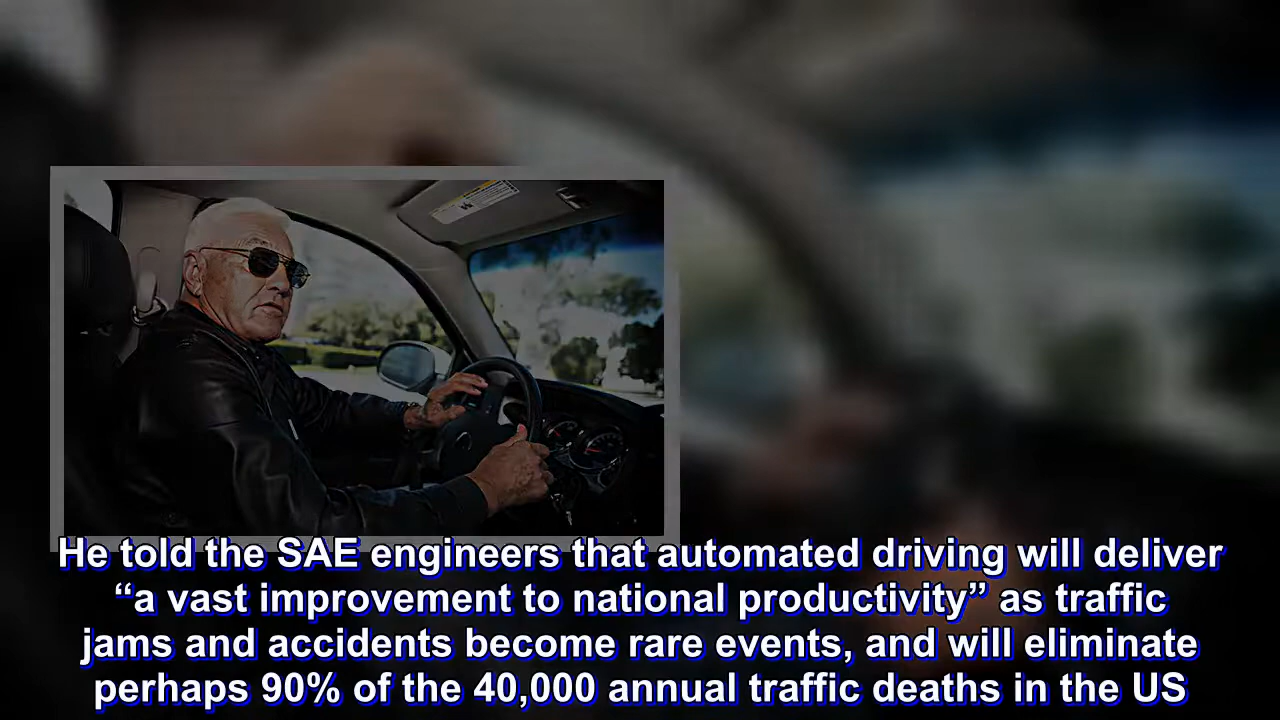 He told the SAE engineers that automated driving will deliver
“a vast improvement to national productivity” as traffic
jams and accidents become rare events, and will eliminate
perhaps 90% of the 40,000 annual traffic deaths in the US